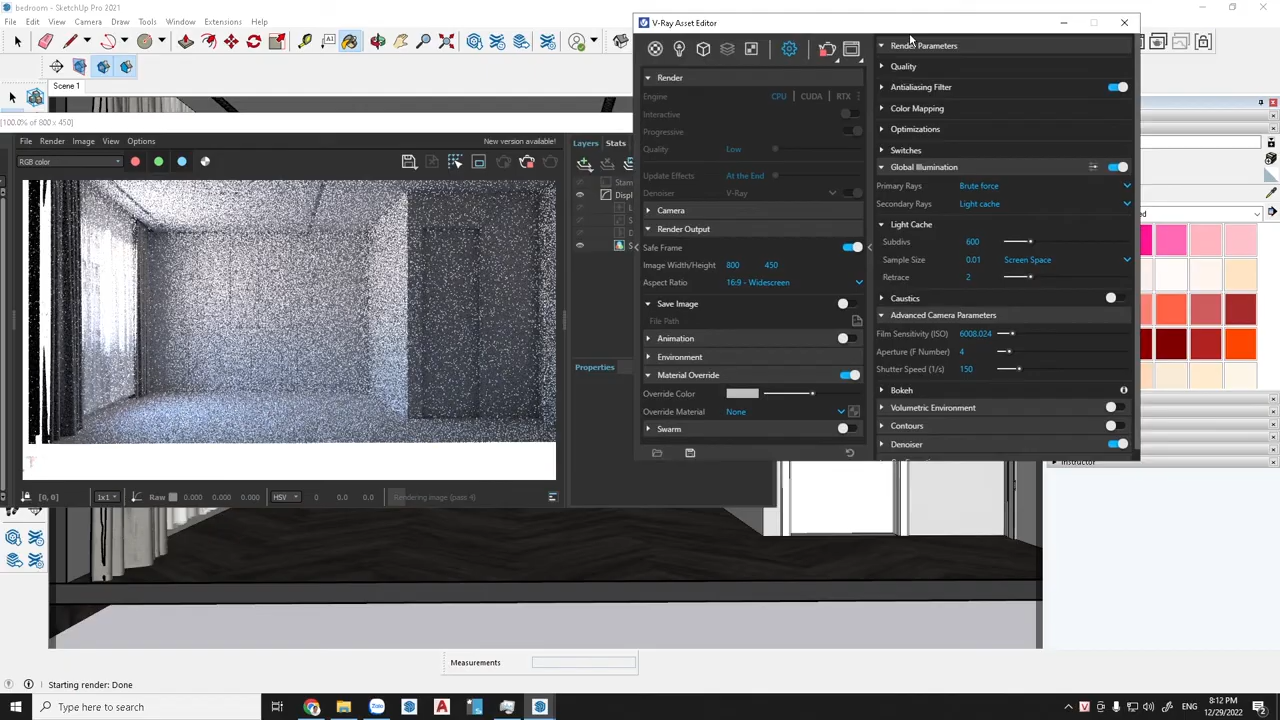 bedroom - SketchUp Pro 2021
File Edit View Camera Draw Tools Window Extensions Help
Scene 1
[100.0% of 800 x 450]
File Render Image View Options New version available!
RGB color
Layers Stats
Stam
Displ
Properties
[0, 0] 1x1 Raw 0.000 0.000 0.000 HSV 0 0.0 0.0 Rendering image (pass 4)
V-Ray Asset Editor
Render
Engine CPU CUDA RTX
Interactive
Progressive
Quality Low
Update Effects At the End
Denoiser V-Ray
Camera
Render Output
Safe Frame
Image Width/Height 800 450
Aspect Ratio 16:9 - Widescreen
Save Image
File Path
Animation
Environment
Material Override
Override Color
Override Material None
Swarm
Render Parameters
Quality
Antialiasing Filter
Color Mapping
Optimizations
Switches
Global Illumination
Primary Rays Brute force
Secondary Rays Light cache
Light Cache
Subdivs 600
Sample Size 0.01 Screen Space
Retrace 2
Caustics
Advanced Camera Parameters
Film Sensitivity (ISO) 6008.024
Aperture (F Number) 4
Shutter Speed (1/s) 150
Bokeh
Volumetric Environment
Contours
Denoiser
Instructor
Measurements
Starting render: Done
Type here to search
Zalo
8:12 PM
12/29/2022